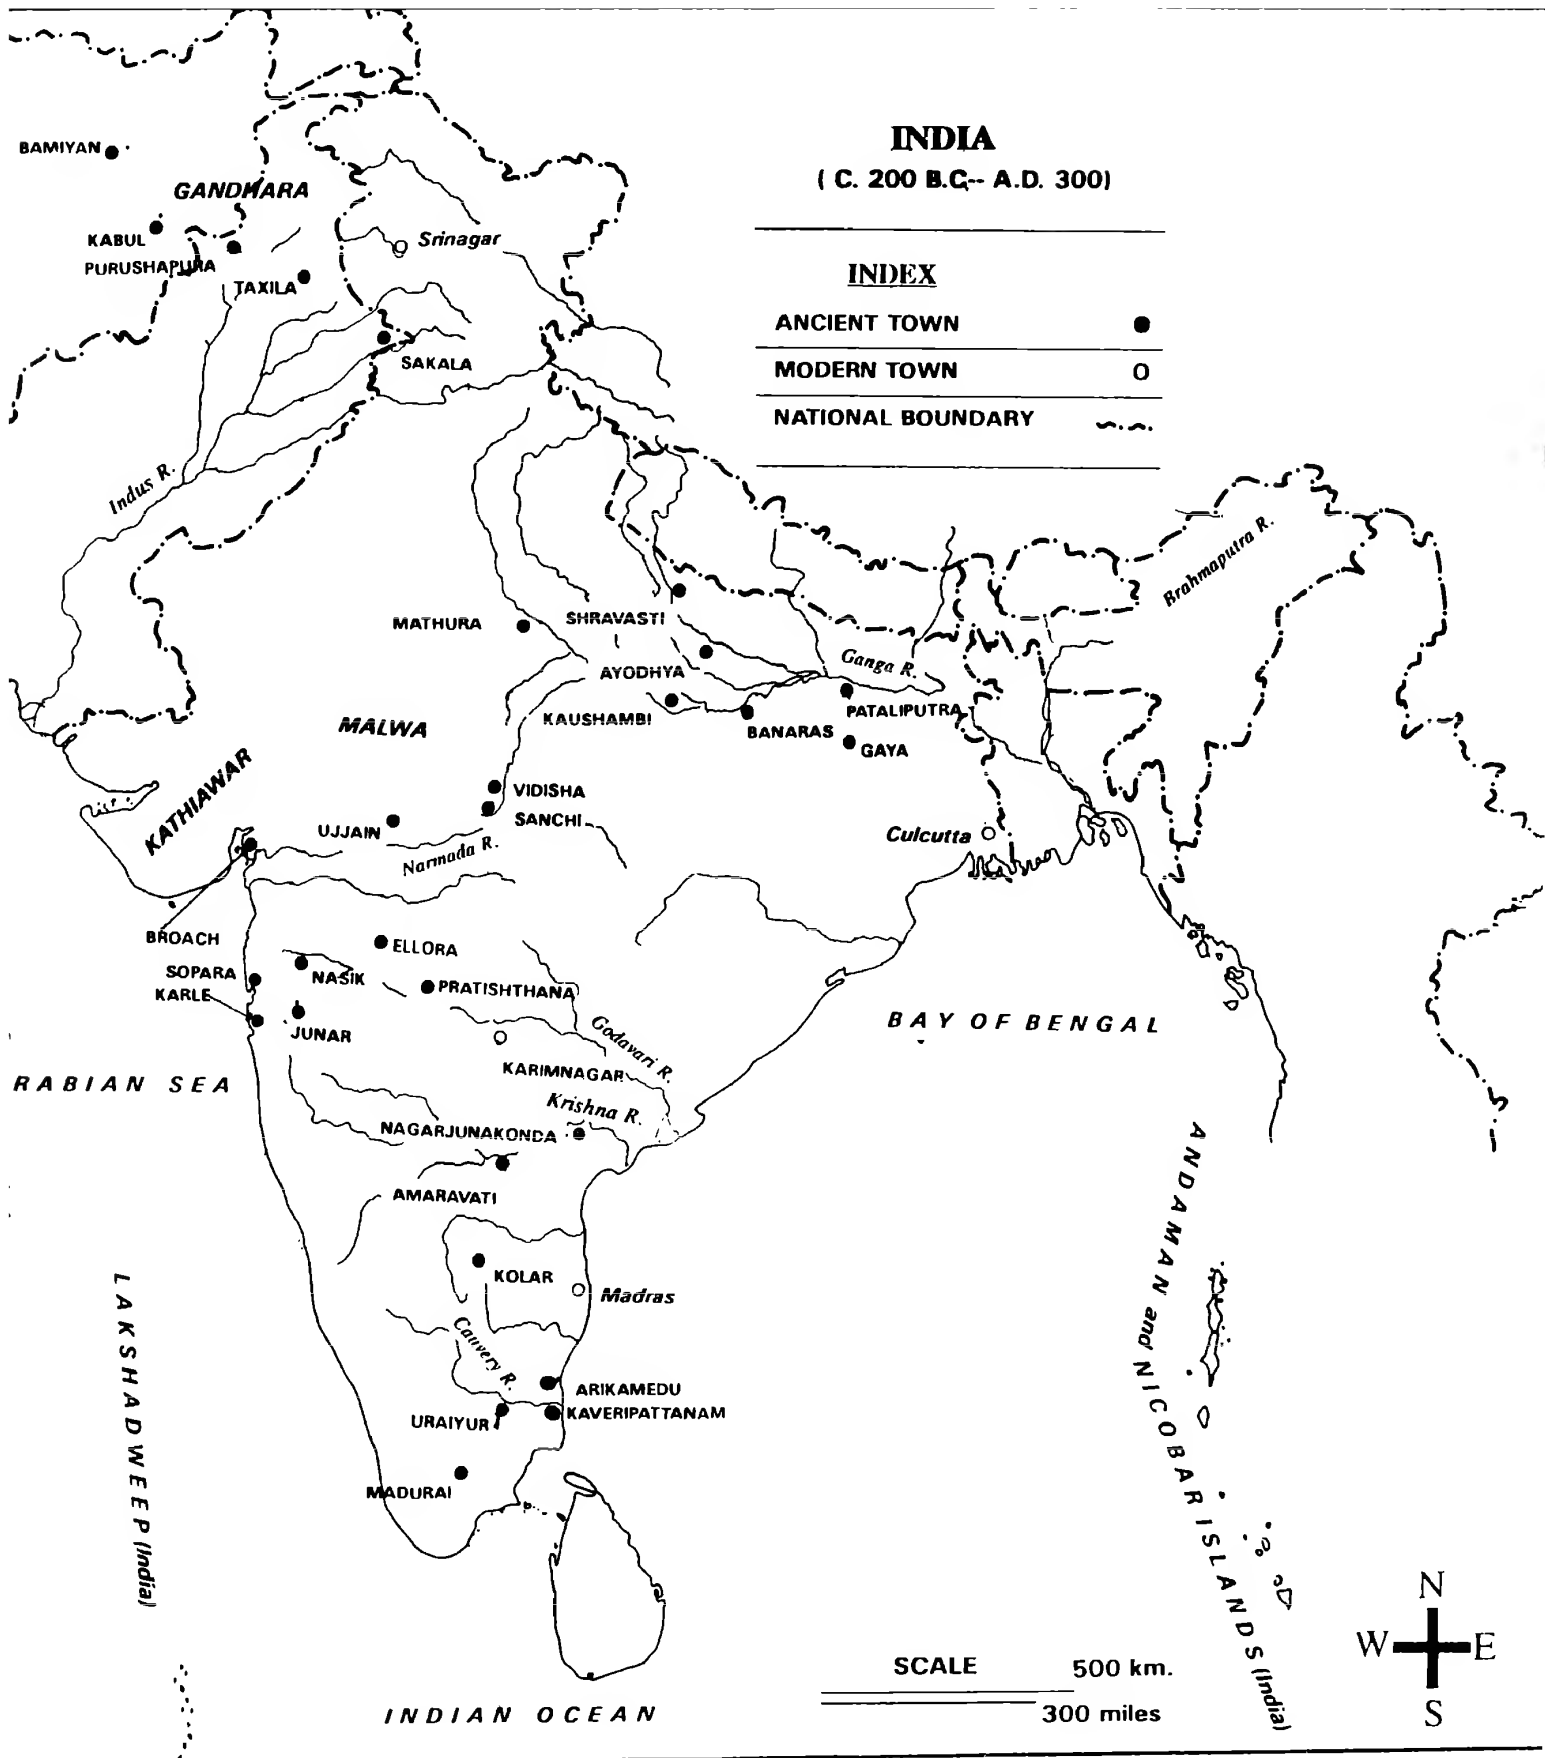 INDIA
( C. 200 B.C.-- A.D. 300)
INDEX
ANCIENT TOWN
MODERN TOWN
NATIONAL BOUNDARY
BAMIYAN
GANDHARA
KABUL
Srinagar
PURUSHAPURA
TAXILA
SAKALA
Indus R.
Brahmaputra R.
MATHURA
SHRAVASTI
AYODHYA
Ganga R.
KAUSHAMBI
PATALIPUTRA
MALWA
BANARAS
GAYA
KATHIAWAR
VIDISHA
SANCHI
UJJAIN
Narmada R.
Culcutta
BROACH
ELLORA
SOPARA
NASIK
KARLE
PRATISHTHANA
JUNAR
Godavari R.
BAY OF BENGAL
KARIMNAGAR
RABIAN SEA
Krishna R.
NAGARJUNAKONDA
AMARAVATI
KOLAR
Madras
Cauvery R.
ARIKAMEDU
URAIYUR
KAVERIPATTANAM
MADURAI
LAKSHADWEEP (India)
ANDAMAN and NICOBAR ISLANDS (India)
N
W E
S
SCALE 500 km.
300 miles
INDIAN OCEAN